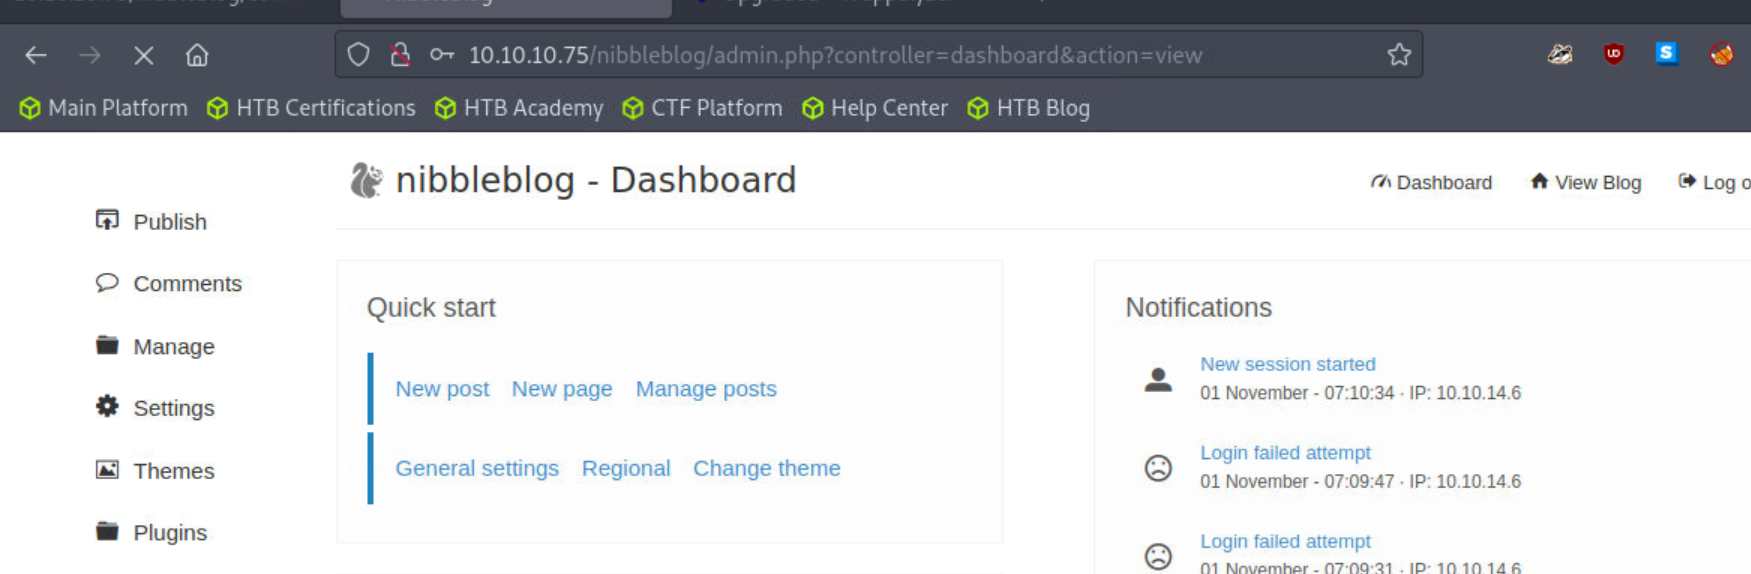 10.10.10.75/nibbleblog/admin.php?controller=dashboard&action=view
Main Platform HTB Certifications HTB Academy CTF Platform Help Center HTB Blog
nibbleblog - Dashboard
Dashboard View Blog Log
Publish
Comments
Manage
Settings
Themes
Plugins
Quick start
New post New page Manage posts
General settings Regional Change theme
Notifications
New session started
01 November - 07:10:34 · IP: 10.10.14.6
Login failed attempt
01 November - 07:09:47 · IP: 10.10.14.6
Login failed attempt
01 November - 07:09:31 · IP: 10.10.14.6